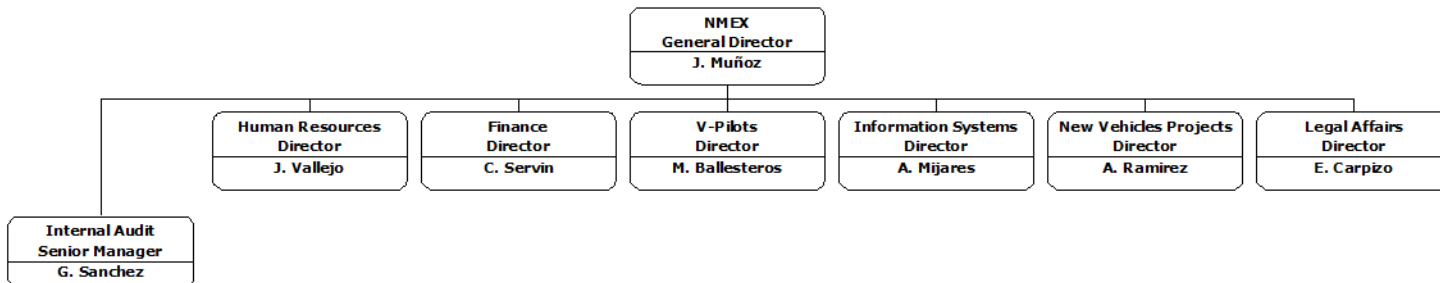 NMEX
General Director
J. Muñoz
Human Resources
Director
J. Vallejo
Finance
Director
C. Servin
V-Pilots
Director
M. Ballesteros
Information Systems
Director
A. Mijares
New Vehicles Projects
Director
A. Ramirez
Legal Affairs
Director
E. Carpizo
Internal Audit
Senior Manager
G. Sanchez